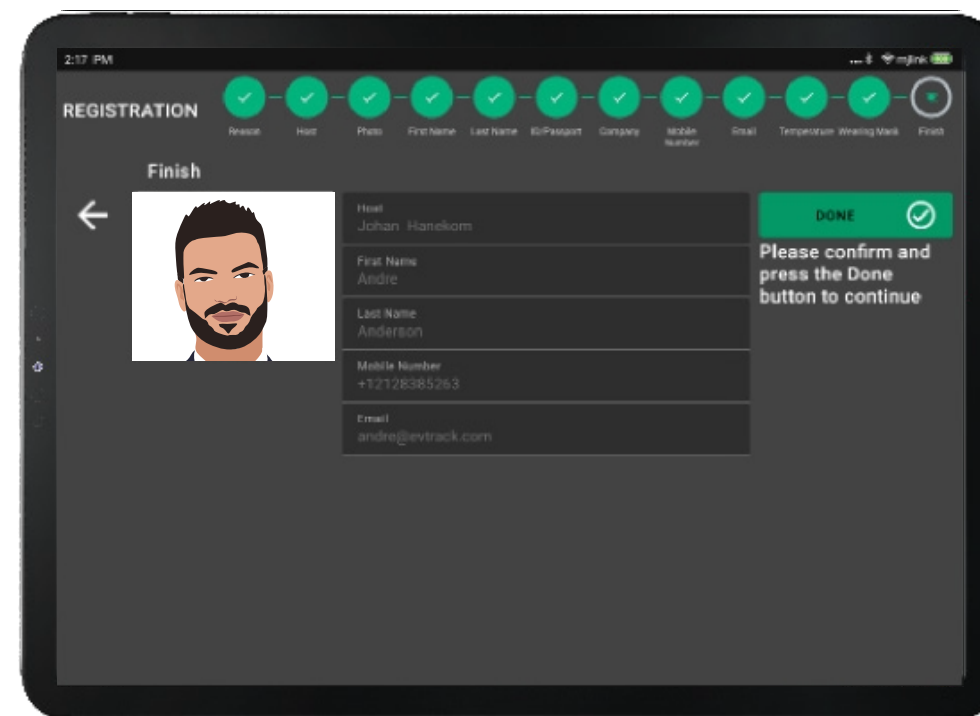 2:17 PM
mjlink
REGISTRATION
Reason
Host
Photo
First Name
Last Name
ID/Passport
Company
Mobile
Number
Email
Temperature
Wearing Mask
Finish
Finish
Host
Johan Hanekom
First Name
Andre
Last Name
Anderson
Mobile Number
+12128385263
Email
andre@evtrack.com
DONE
Please confirm and
press the Done
button to continue